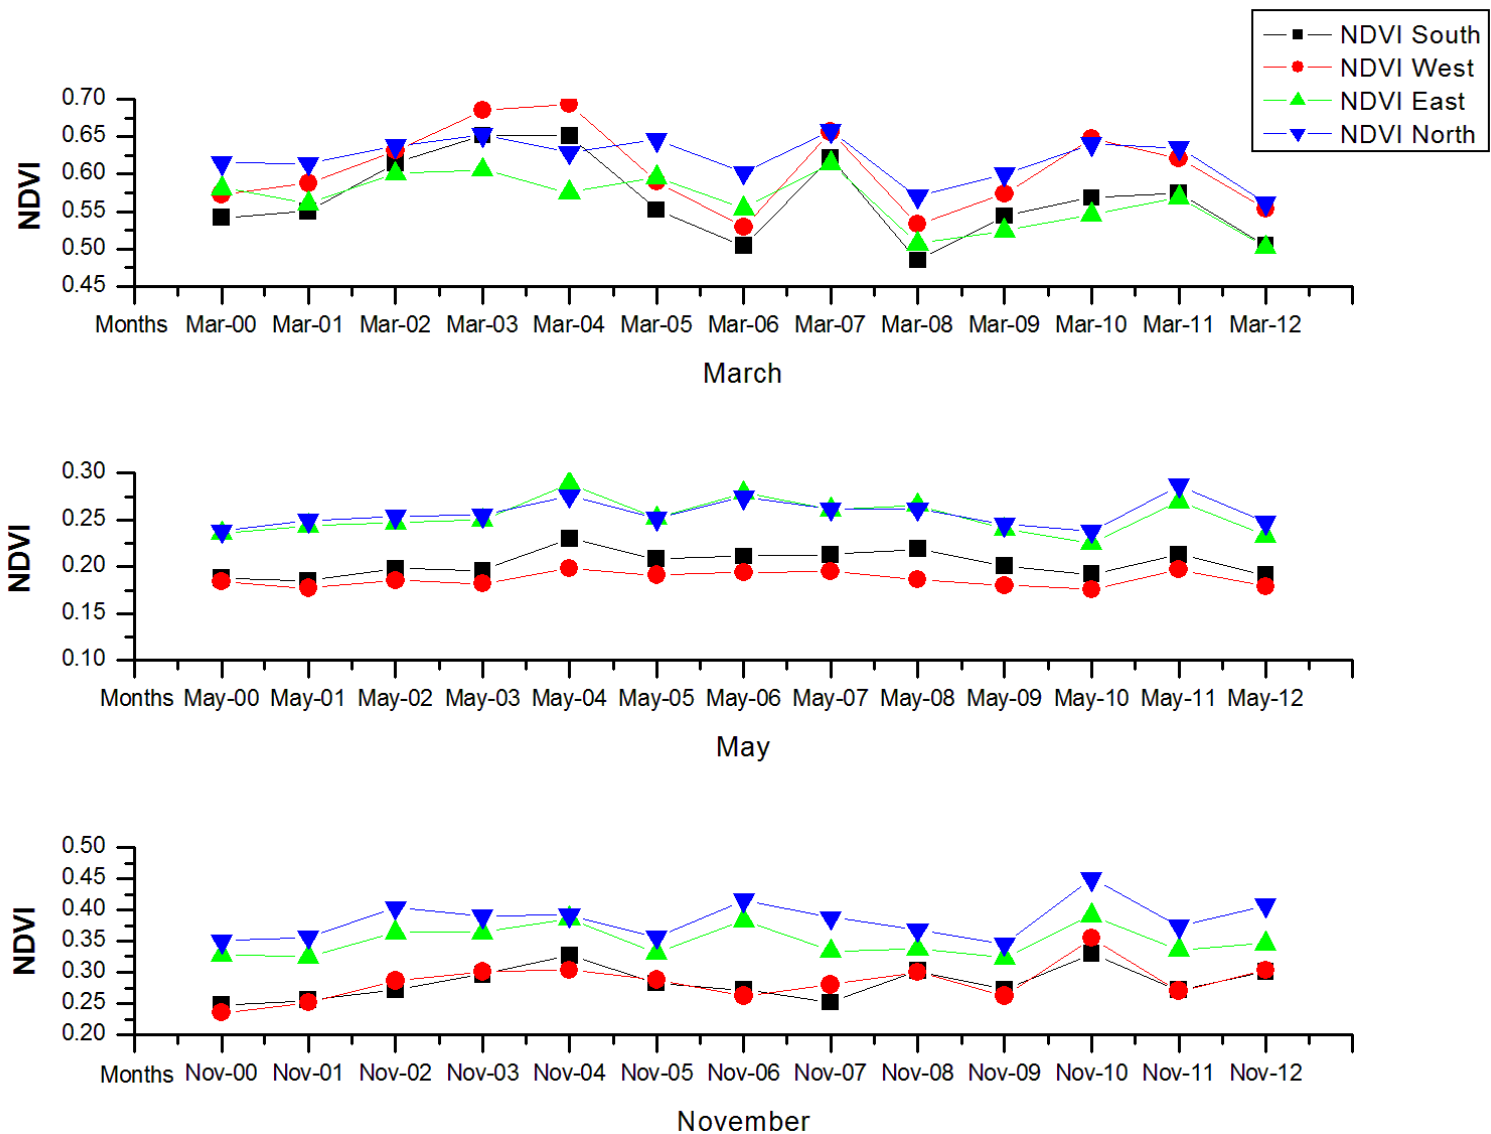 NDVI South
NDVI West
NDVI East
NDVI North
0.70
0.65
0.60
0.55
0.50
0.45
NDVI
Months Mar-00 Mar-01 Mar-02 Mar-03 Mar-04 Mar-05 Mar-06 Mar-07 Mar-08 Mar-09 Mar-10 Mar-11 Mar-12
March
0.30
0.25
0.20
0.15
0.10
NDVI
Months May-00 May-01 May-02 May-03 May-04 May-05 May-06 May-07 May-08 May-09 May-10 May-11 May-12
May
0.50
0.45
0.40
0.35
0.30
0.25
0.20
NDVI
Months Nov-00 Nov-01 Nov-02 Nov-03 Nov-04 Nov-05 Nov-06 Nov-07 Nov-08 Nov-09 Nov-10 Nov-11 Nov-12
November